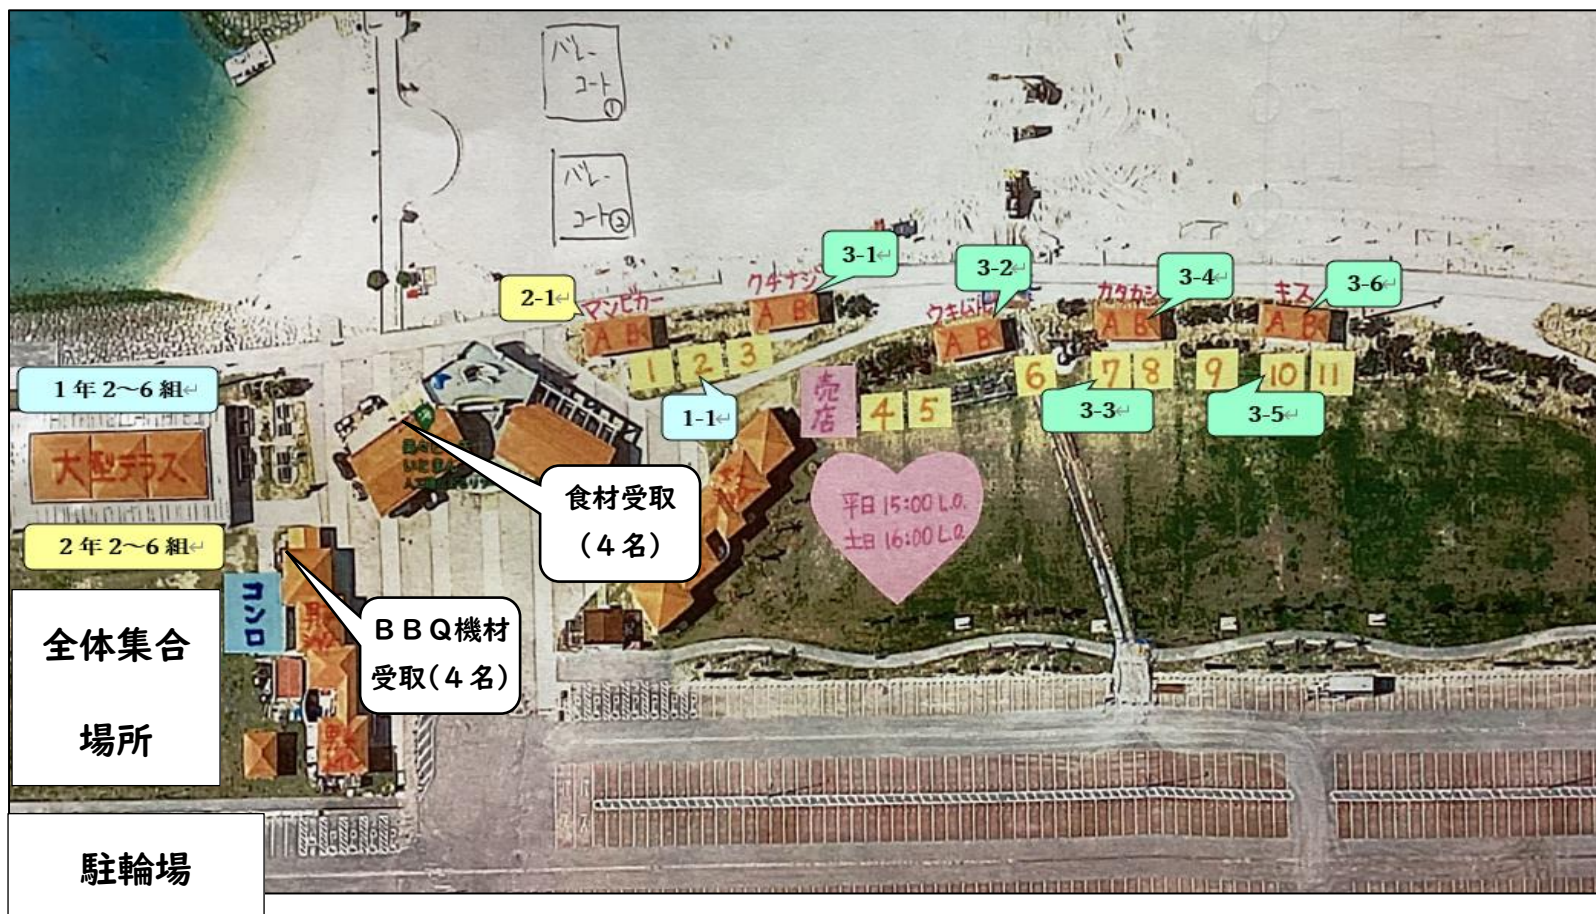 バレー
コート
①
バレー
コート
②
2-1
マンビカー
A B
クチナジ
3-1
A B
3-2
ウキムル
A B
カタカシ
3-4
A B
キス
3-6
A B
1
2
3
1-1
売店
4
5
6
7
8
9
10
11
3-3
3-5
1年2～6組
大型テラス
2年2～6組
食材受取
（４名）
平日 15:00 L.O.
土日 16:00 L.O.
コンロ
ＢＢＱ機材
受取(４名)
全体集合
場所
駐輪場